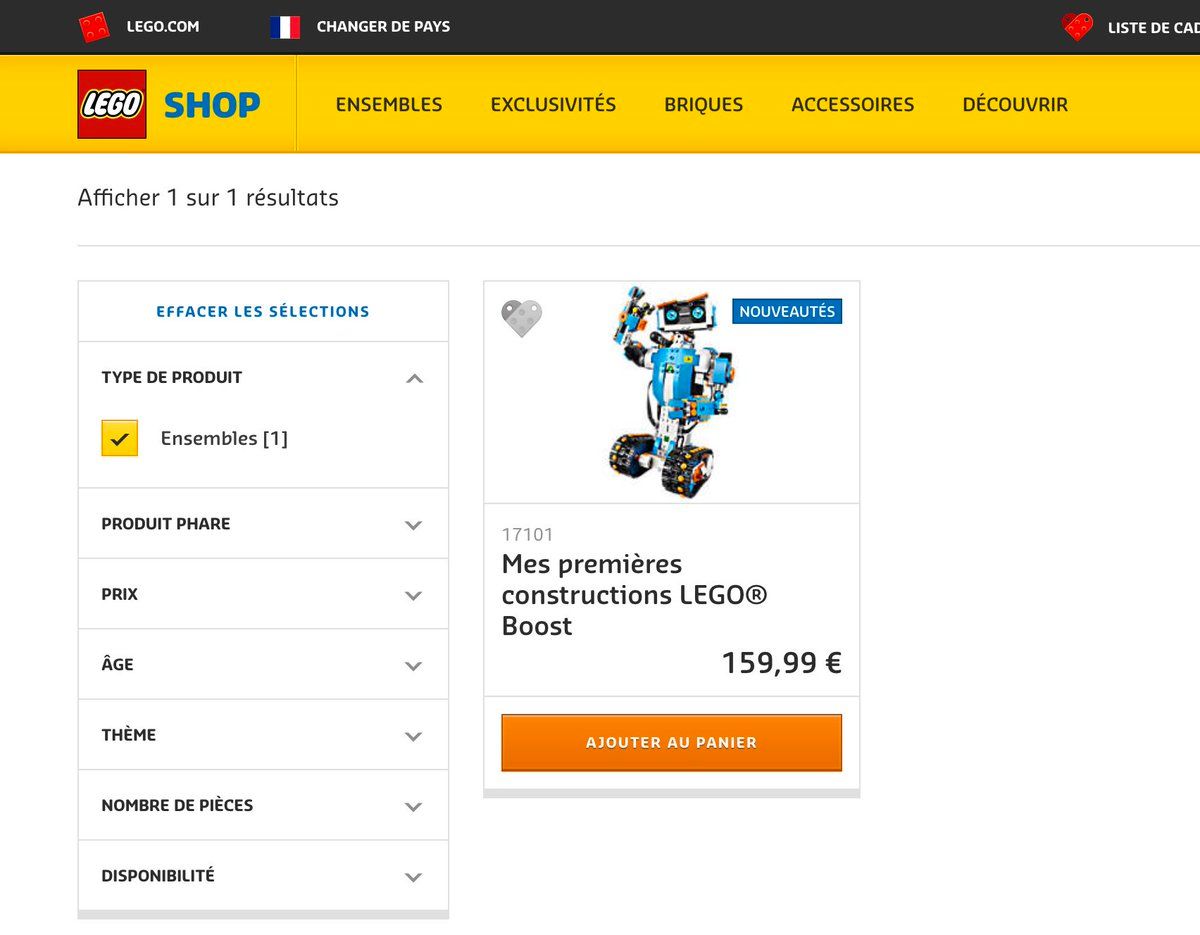 LEGO.COM
CHANGER DE PAYS
LISTE DE CAD
LEGO SHOP
ENSEMBLES
EXCLUSIVITÉS
BRIQUES
ACCESSOIRES
DÉCOUVRIR
Afficher 1 sur 1 résultats
EFFACER LES SÉLECTIONS
TYPE DE PRODUIT
Ensembles [1]
PRODUIT PHARE
PRIX
ÂGE
THÈME
NOMBRE DE PIÈCES
DISPONIBILITÉ
NOUVEAUTÉS
17101
Mes premières
constructions LEGO®
Boost
159,99 €
AJOUTER AU PANIER